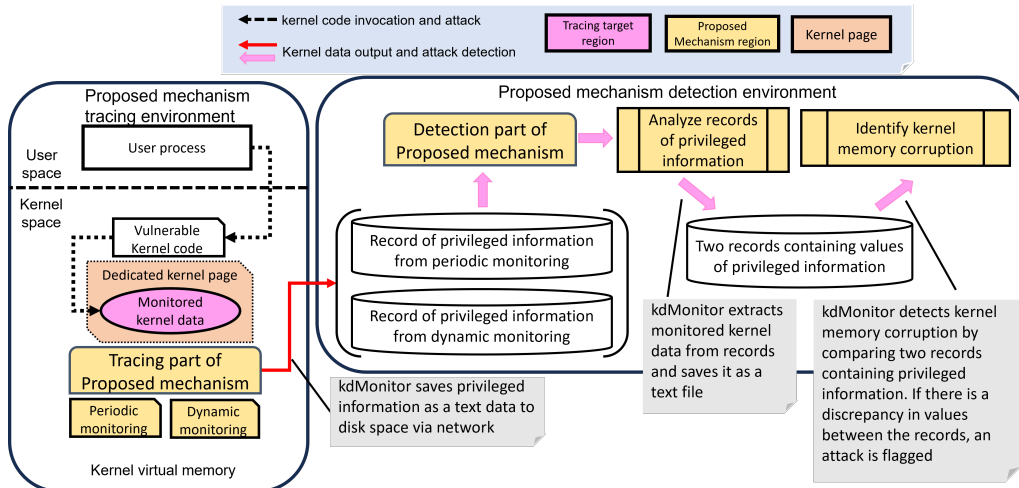 kernel code invocation and attack
Kernel data output and attack detection
Tracing target
region
Proposed
Mechanism region
Kernel page
Proposed mechanism
tracing environment
User process
User
space
Kernel
space
Vulnerable
Kernel code
Dedicated kernel page
Monitored
kernel data
Tracing part of
Proposed mechanism
Periodic
monitoring
Dynamic
monitoring
Kernel virtual memory
Proposed mechanism detection environment
Detection part of
Proposed mechanism
Analyze records
of privileged
information
Identify kernel
memory corruption
Record of privileged information
from periodic monitoring
Record of privileged information
from dynamic monitoring
Two records containing values
of privileged information
kdMonitor saves privileged
information as a text data to
disk space via network
kdMonitor extracts
monitored kernel
data from records
and saves it as a
text file
kdMonitor detects kernel
memory corruption by
comparing two records
containing privileged
information. If there is a
discrepancy in values
between the records, an
attack is flagged